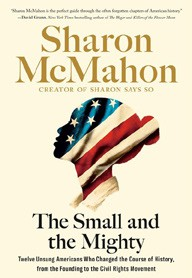 "Sharon McMahon is the perfect guide through the often forgotten chapters of American history."
—David Grann, #1 New York Times bestselling author of The Wager and Killers of the Flower Moon
Sharon
McMahon
CREATOR OF SHARON SAYS SO
The Small and
the Mighty
Twelve Unsung Americans Who Changed the Course of History,
from the Founding to the Civil Rights Movement